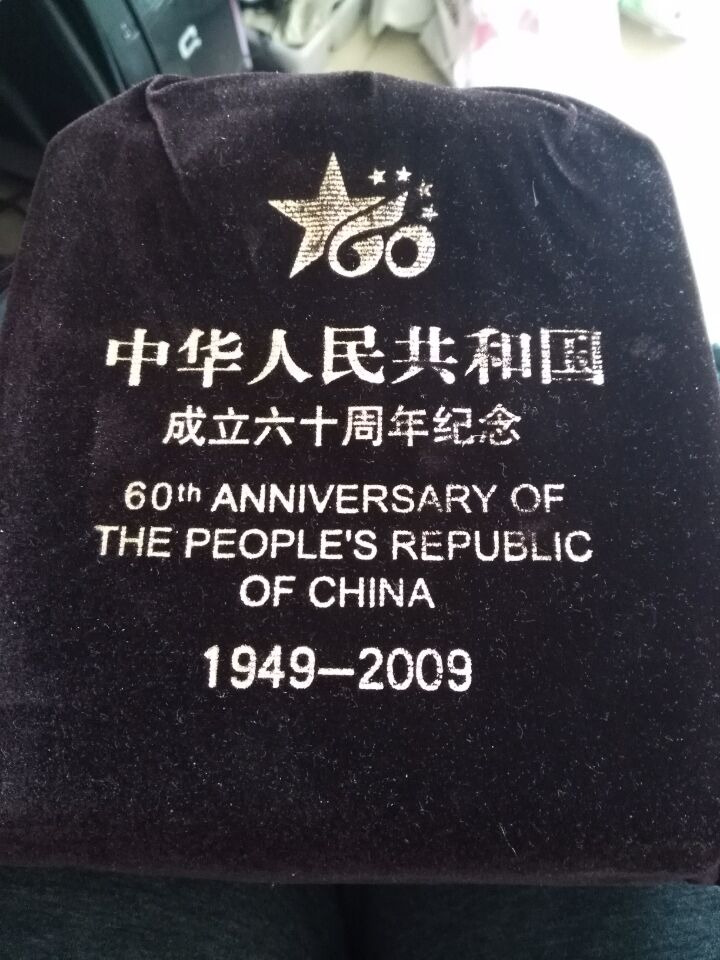 60
中华人民共和国
成立六十周年纪念
60th ANNIVERSARY OF
THE PEOPLE'S REPUBLIC
OF CHINA
1949—2009